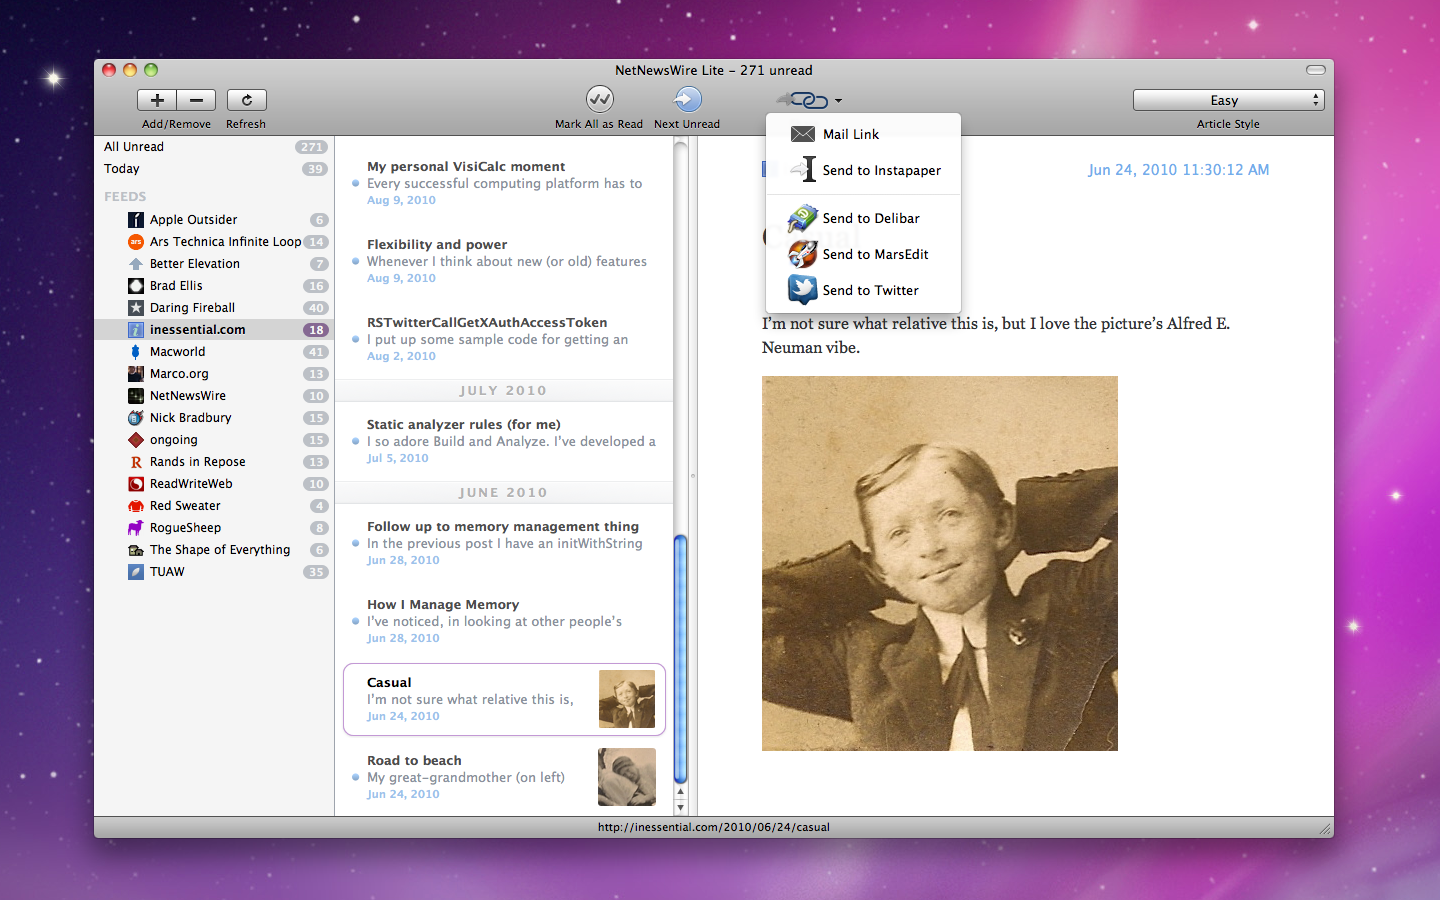 NetNewsWire Lite – 271 unread
Add/Remove
Refresh
Mark All as Read
Next Unread
Easy
Article Style
All Unread 271
Today 39
FEEDS
Apple Outsider 6
ars Ars Technica Infinite Loop 14
Better Elevation 7
Brad Ellis 16
Daring Fireball 40
inessential.com 18
Macworld 41
Marco.org 13
NetNewsWire 10
Nick Bradbury 15
ongoing 15
R Rands in Repose 13
ReadWriteWeb 10
Red Sweater 4
RogueSheep 8
The Shape of Everything 6
TUAW 35
My personal VisiCalc moment
Every successful computing platform has to
Aug 9, 2010
Flexibility and power
Whenever I think about new (or old) features
Aug 9, 2010
RSTwitterCallGetXAuthAccessToken
I put up some sample code for getting an
Aug 2, 2010
JULY 2010
Static analyzer rules (for me)
I so adore Build and Analyze. I've developed a
Jul 5, 2010
JUNE 2010
Follow up to memory management thing
In the previous post I have an initWithString
Jun 28, 2010
How I Manage Memory
I've noticed, in looking at other people's
Jun 28, 2010
Casual
I'm not sure what relative this is,
Jun 24, 2010
Road to beach
My great-grandmother (on left)
Jun 24, 2010
Mail Link
Send to Instapaper
Send to Delibar
Send to MarsEdit
Send to Twitter
Jun 24, 2010 11:30:12 AM
Casual
I'm not sure what relative this is, but I love the picture's Alfred E.
Neuman vibe.
http://inessential.com/2010/06/24/casual